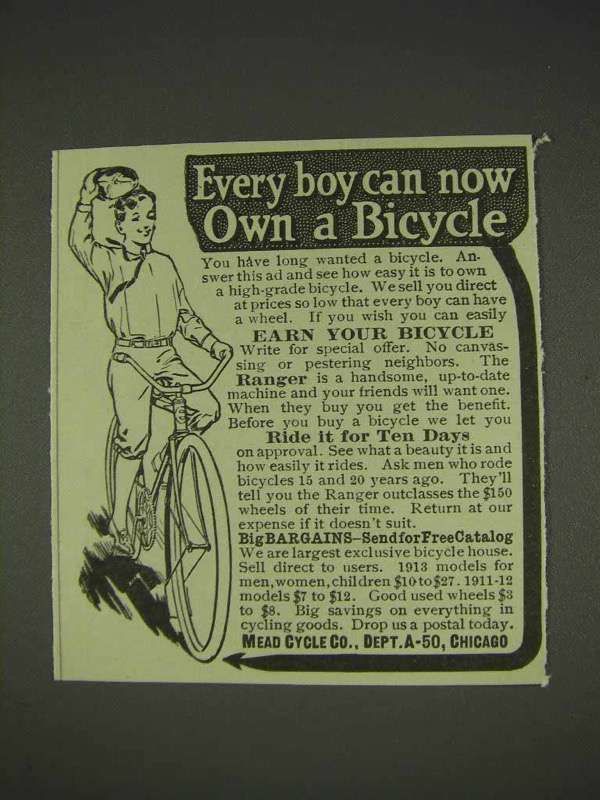 Every boy can now
Own a Bicycle
You have long wanted a bicycle. An-
swer this ad and see how easy it is to own
a high-grade bicycle. We sell you direct
at prices so low that every boy can have
a wheel. If you wish you can easily
EARN YOUR BICYCLE
Write for special offer. No canvas-
sing or pestering neighbors. The
Ranger is a handsome, up-to-date
machine and your friends will want one.
When they buy you get the benefit.
Before you buy a bicycle we let you
Ride it for Ten Days
on approval. See what a beauty it is and
how easily it rides. Ask men who rode
bicycles 15 and 20 years ago. They'll
tell you the Ranger outclasses the $150
wheels of their time. Return at our
expense if it doesn't suit.
Big BARGAINS—Send for Free Catalog
We are largest exclusive bicycle house.
Sell direct to users. 1913 models for
men, women, children $10 to $27. 1911-12
models $7 to $12. Good used wheels $3
to $8. Big savings on everything in
cycling goods. Drop us a postal today.
MEAD CYCLE CO., DEPT. A-50, CHICAGO